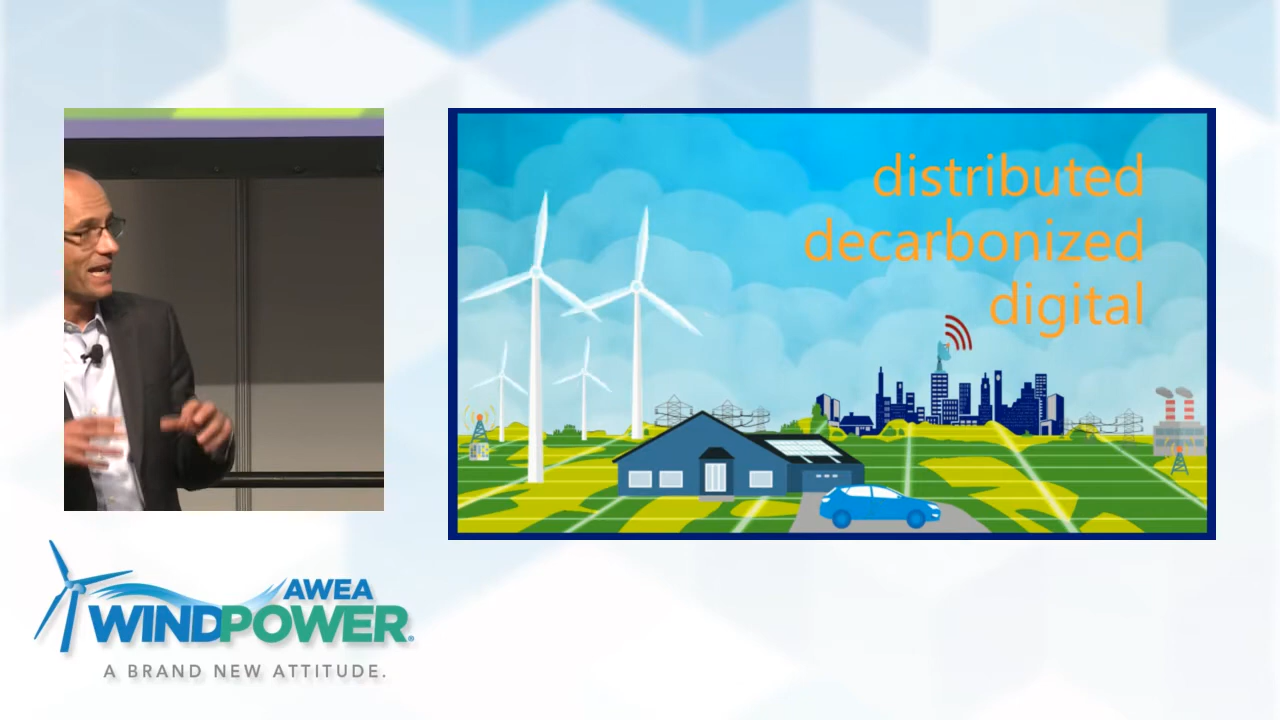 distributed
decarbonized
digital
AWEA
WINDPOWER®
A BRAND NEW ATTITUDE.